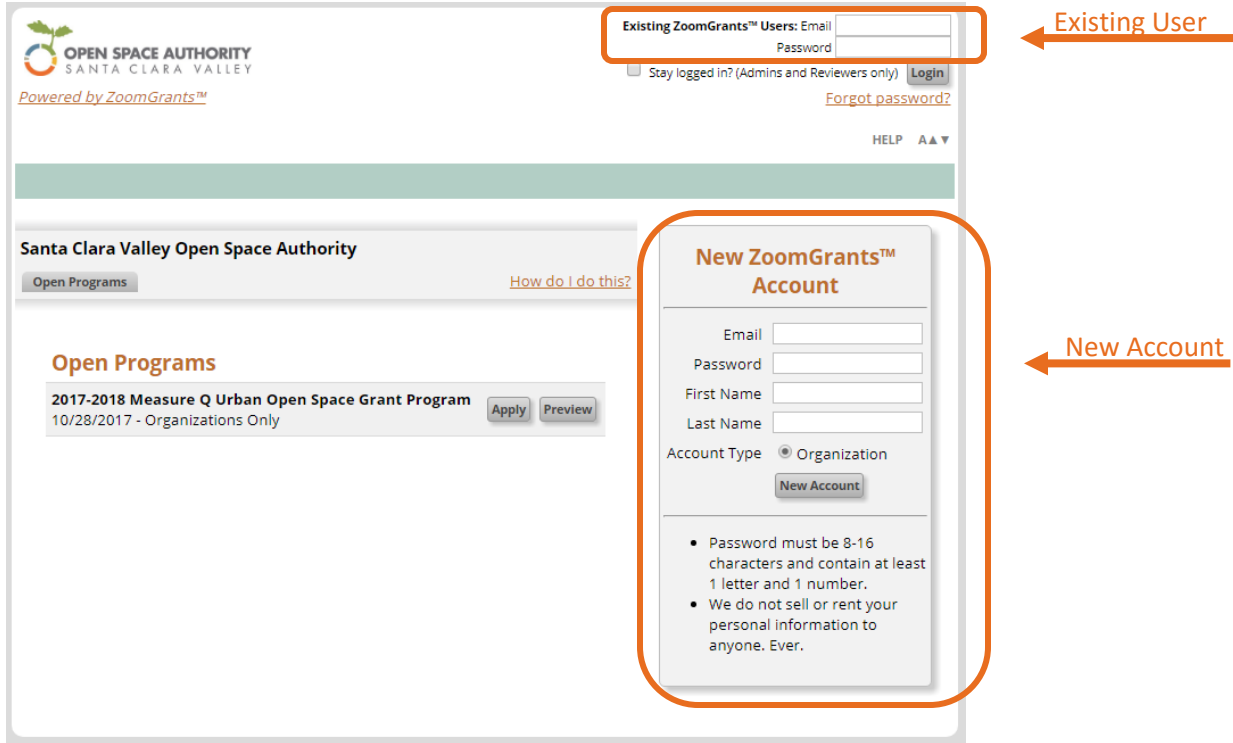 OPEN SPACE AUTHORITY
SANTA CLARA VALLEY
Powered by ZoomGrants™
Existing ZoomGrants™ Users: Email
Password
Stay logged in? (Admins and Reviewers only) Login
Forgot password?
HELP A▲▼
Existing User
Santa Clara Valley Open Space Authority
Open Programs
How do I do this?
Open Programs
2017-2018 Measure Q Urban Open Space Grant Program
10/28/2017 - Organizations Only
Apply Preview
New ZoomGrants™
Account
Email
Password
First Name
Last Name
Account Type Organization
New Account
• Password must be 8-16
characters and contain at least
1 letter and 1 number.
• We do not sell or rent your
personal information to
anyone. Ever.
New Account